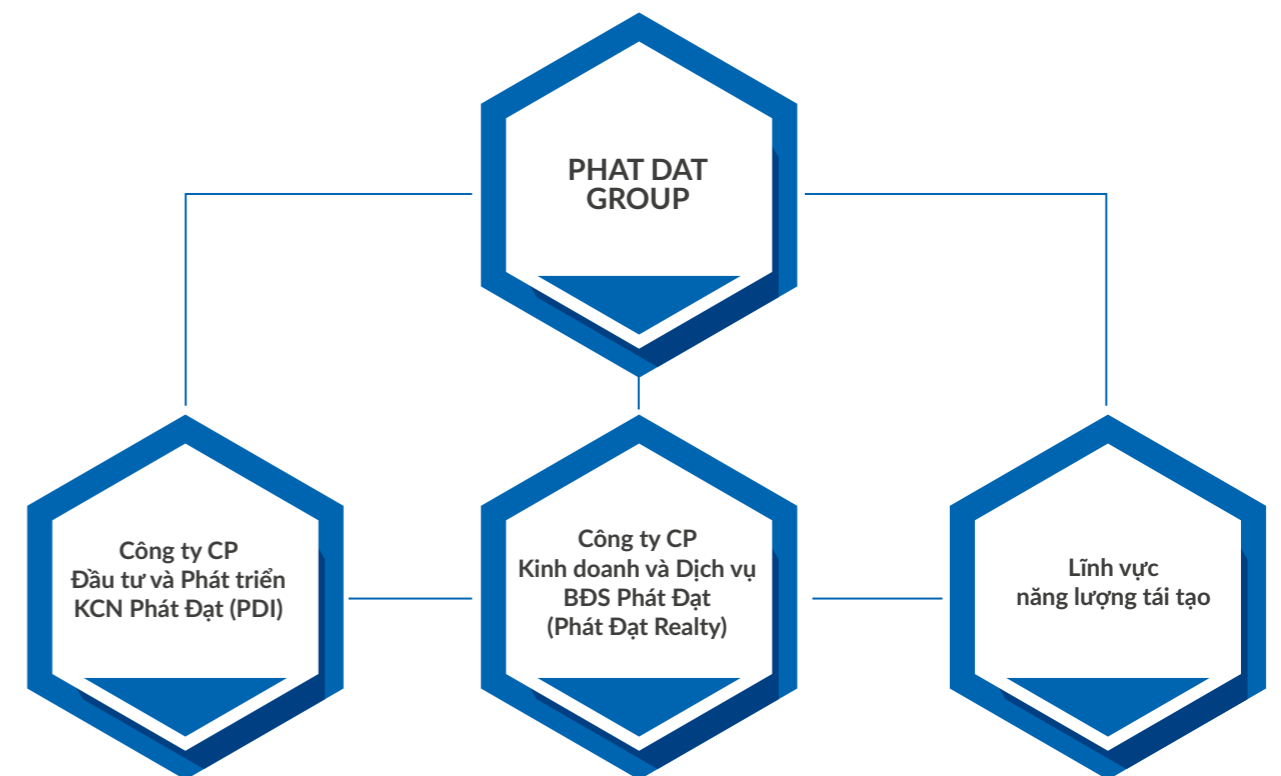 PHAT DAT
GROUP
Công ty CP
Đầu tư và Phát triển
KCN Phát Đạt (PDI)
Công ty CP
Kinh doanh và Dịch vụ
BĐS Phát Đạt
(Phát Đạt Realty)
Lĩnh vực
năng lượng tái tạo